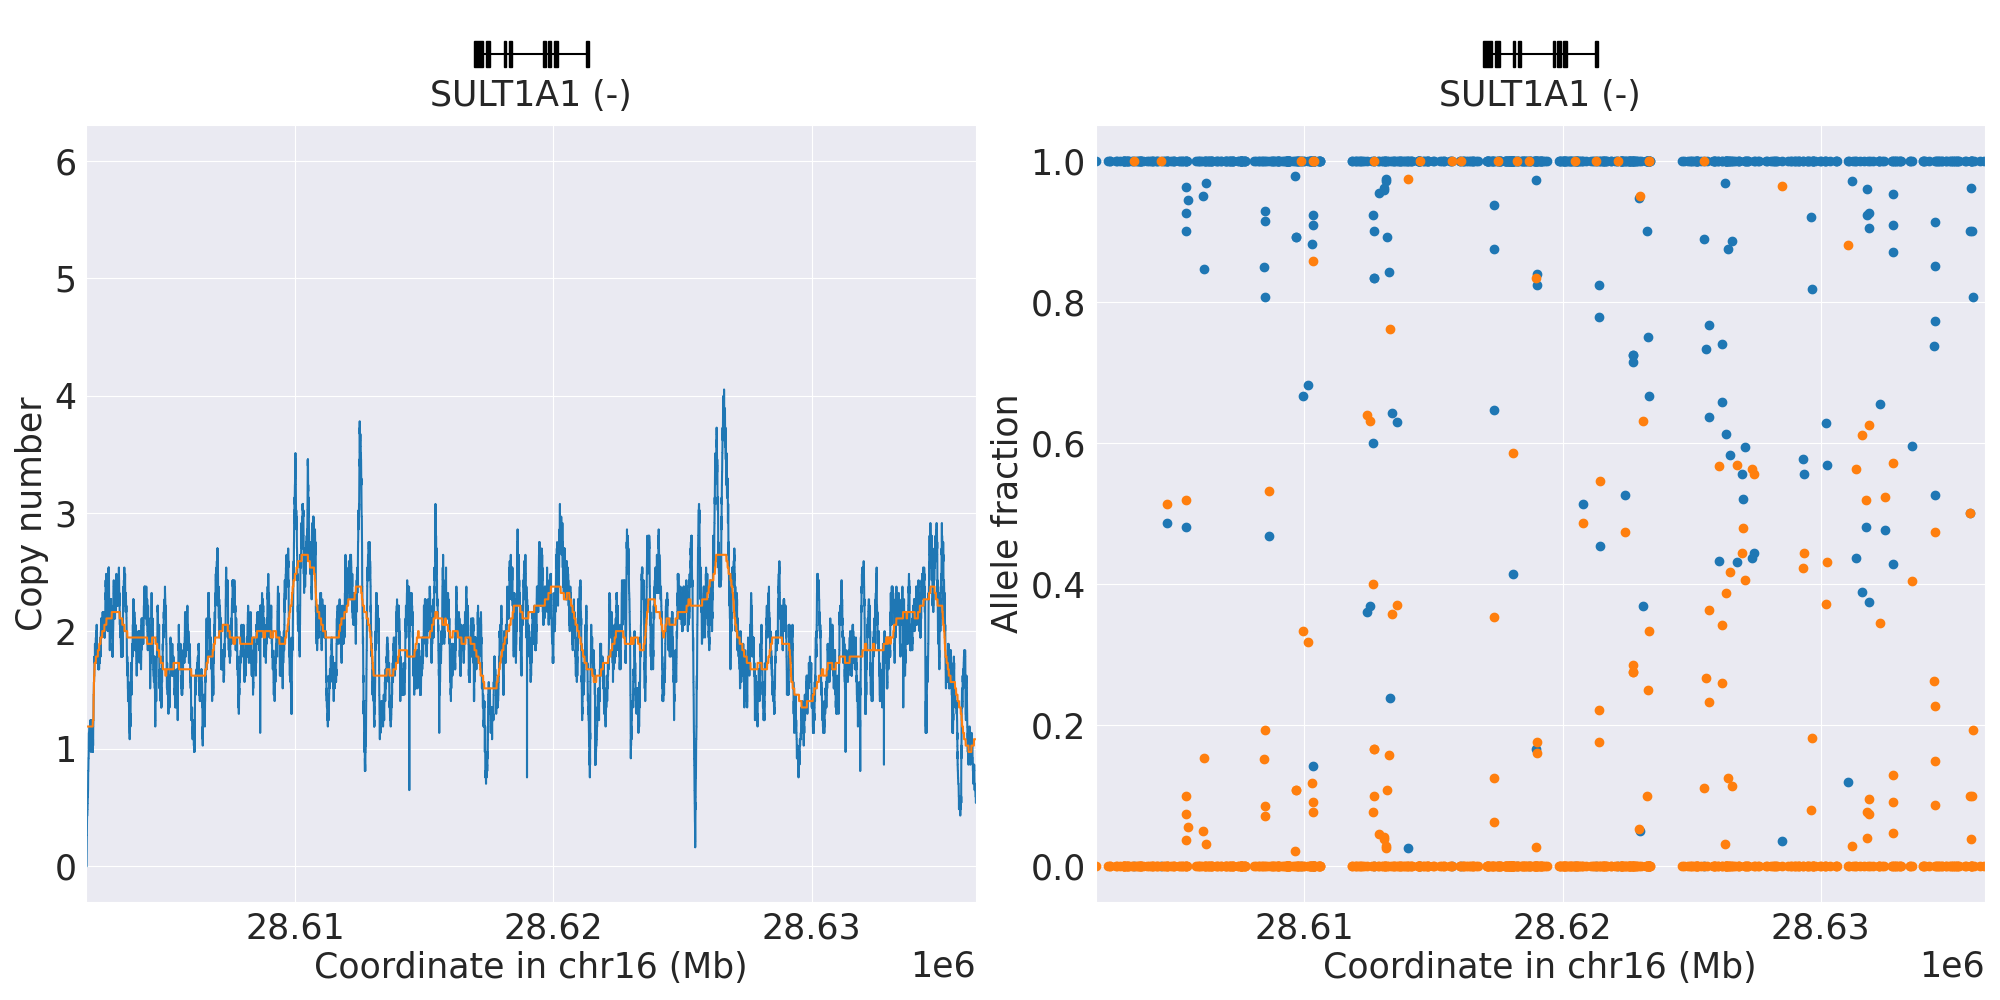 SULT1A1 (-)
Copy number
6
5
4
3
2
1
0
28.61
28.62
28.63
Coordinate in chr16 (Mb)
1e6
SULT1A1 (-)
Allele fraction
1.0
0.8
0.6
0.4
0.2
0.0
28.61
28.62
28.63
Coordinate in chr16 (Mb)
1e6